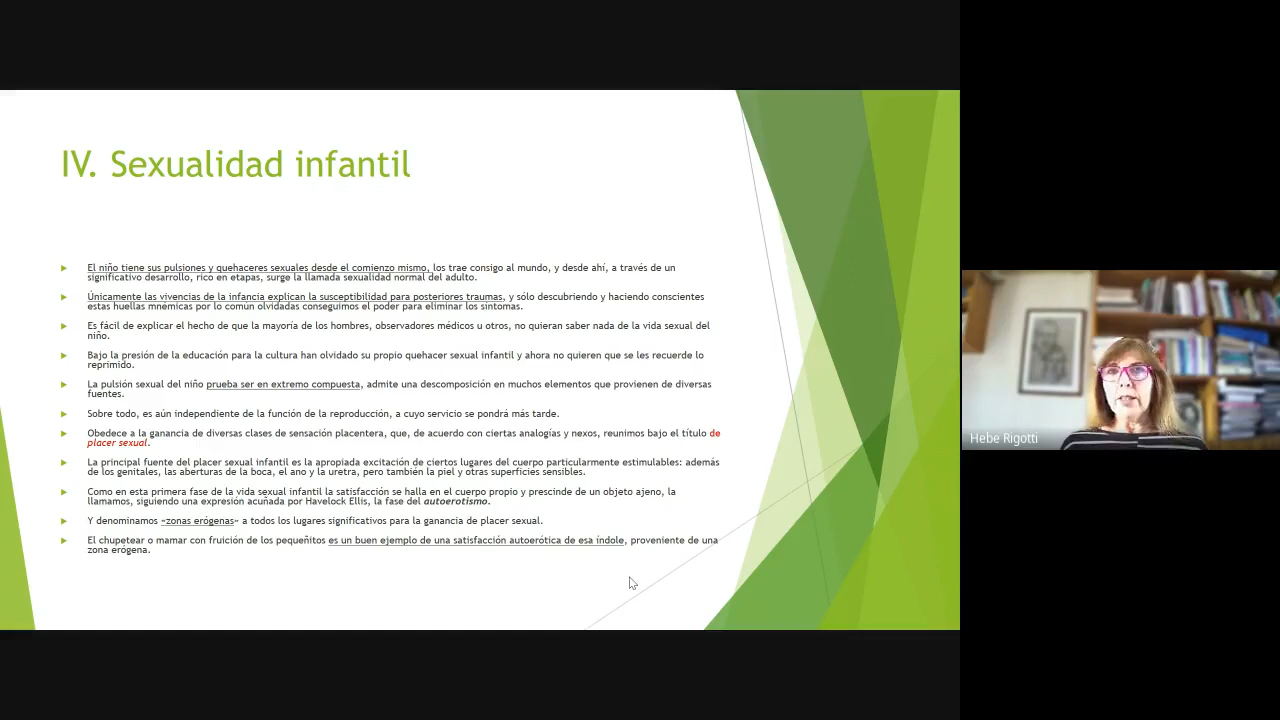 IV. Sexualidad infantil
El niño tiene sus pulsiones y quehaceres sexuales desde el comienzo mismo, los trae consigo al mundo, y desde ahí, a través de un
significativo desarrollo, rico en etapas, surge la llamada sexualidad normal del adulto.
Únicamente las vivencias de la infancia explican la susceptibilidad para posteriores traumas, y sólo descubriendo y haciendo conscientes
estas huellas mnémicas por lo común olvidadas conseguimos el poder para eliminar los síntomas.
Es fácil de explicar el hecho de que la mayoría de los hombres, observadores médicos u otros, no quieran saber nada de la vida sexual del
niño.
Bajo la presión de la educación para la cultura han olvidado su propio quehacer sexual infantil y ahora no quieren que se les recuerde lo
reprimido.
La pulsión sexual del niño prueba ser en extremo compuesta, admite una descomposición en muchos elementos que provienen de diversas
fuentes.
Sobre todo, es aún independiente de la función de la reproducción, a cuyo servicio se pondrá más tarde.
Obedece a la ganancia de diversas clases de sensación placentera, que, de acuerdo con ciertas analogías y nexos, reunimos bajo el título de
placer sexual.
La principal fuente del placer sexual infantil es la apropiada excitación de ciertos lugares del cuerpo particularmente estimulables: además
de los genitales, las aberturas de la boca, el ano y la uretra, pero también la piel y otras superficies sensibles.
Como en esta primera fase de la vida sexual infantil la satisfacción se halla en el cuerpo propio y prescinde de un objeto ajeno, la
llamamos, siguiendo una expresión acuñada por Havelock Ellis, la fase del autoerotismo.
Y denominamos «zonas erógenas» a todos los lugares significativos para la ganancia de placer sexual.
El chupetear o mamar con fruición de los pequeñitos es un buen ejemplo de una satisfacción autoerótica de esa índole, proveniente de una
zona erógena.
Hebe Rigotti